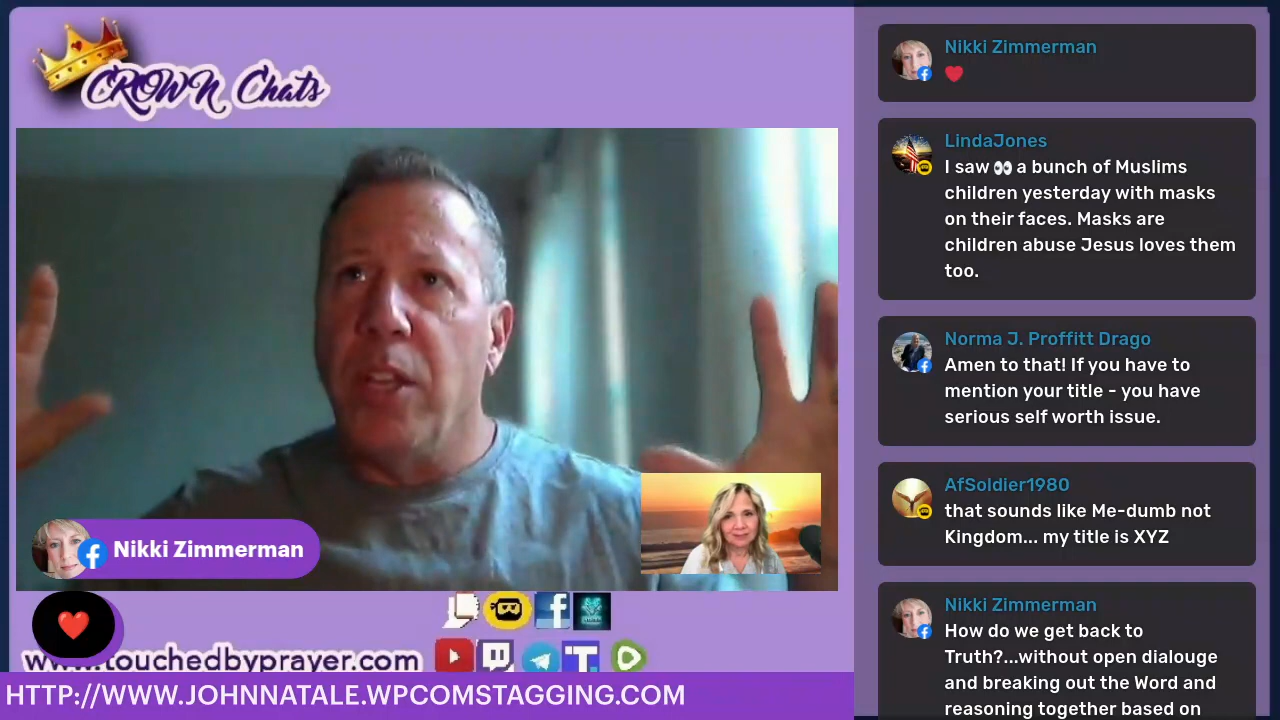 CROWN Chats
Nikki Zimmerman
www.touchedbyprayer.com
HTTP://WWW.JOHNNATALE.WPCOMSTAGGING.COM
Nikki Zimmerman
❤️
LindaJones
I saw 👀 a bunch of Muslims
children yesterday with masks
on their faces. Masks are
children abuse Jesus loves them
too.
Norma J. Proffitt Drago
Amen to that! If you have to
mention your title - you have
serious self worth issue.
AfSoldier1980
that sounds like Me-dumb not
Kingdom... my title is XYZ
Nikki Zimmerman
How do we get back to
Truth?...without open dialouge
and breaking out the Word and
reasoning together based on